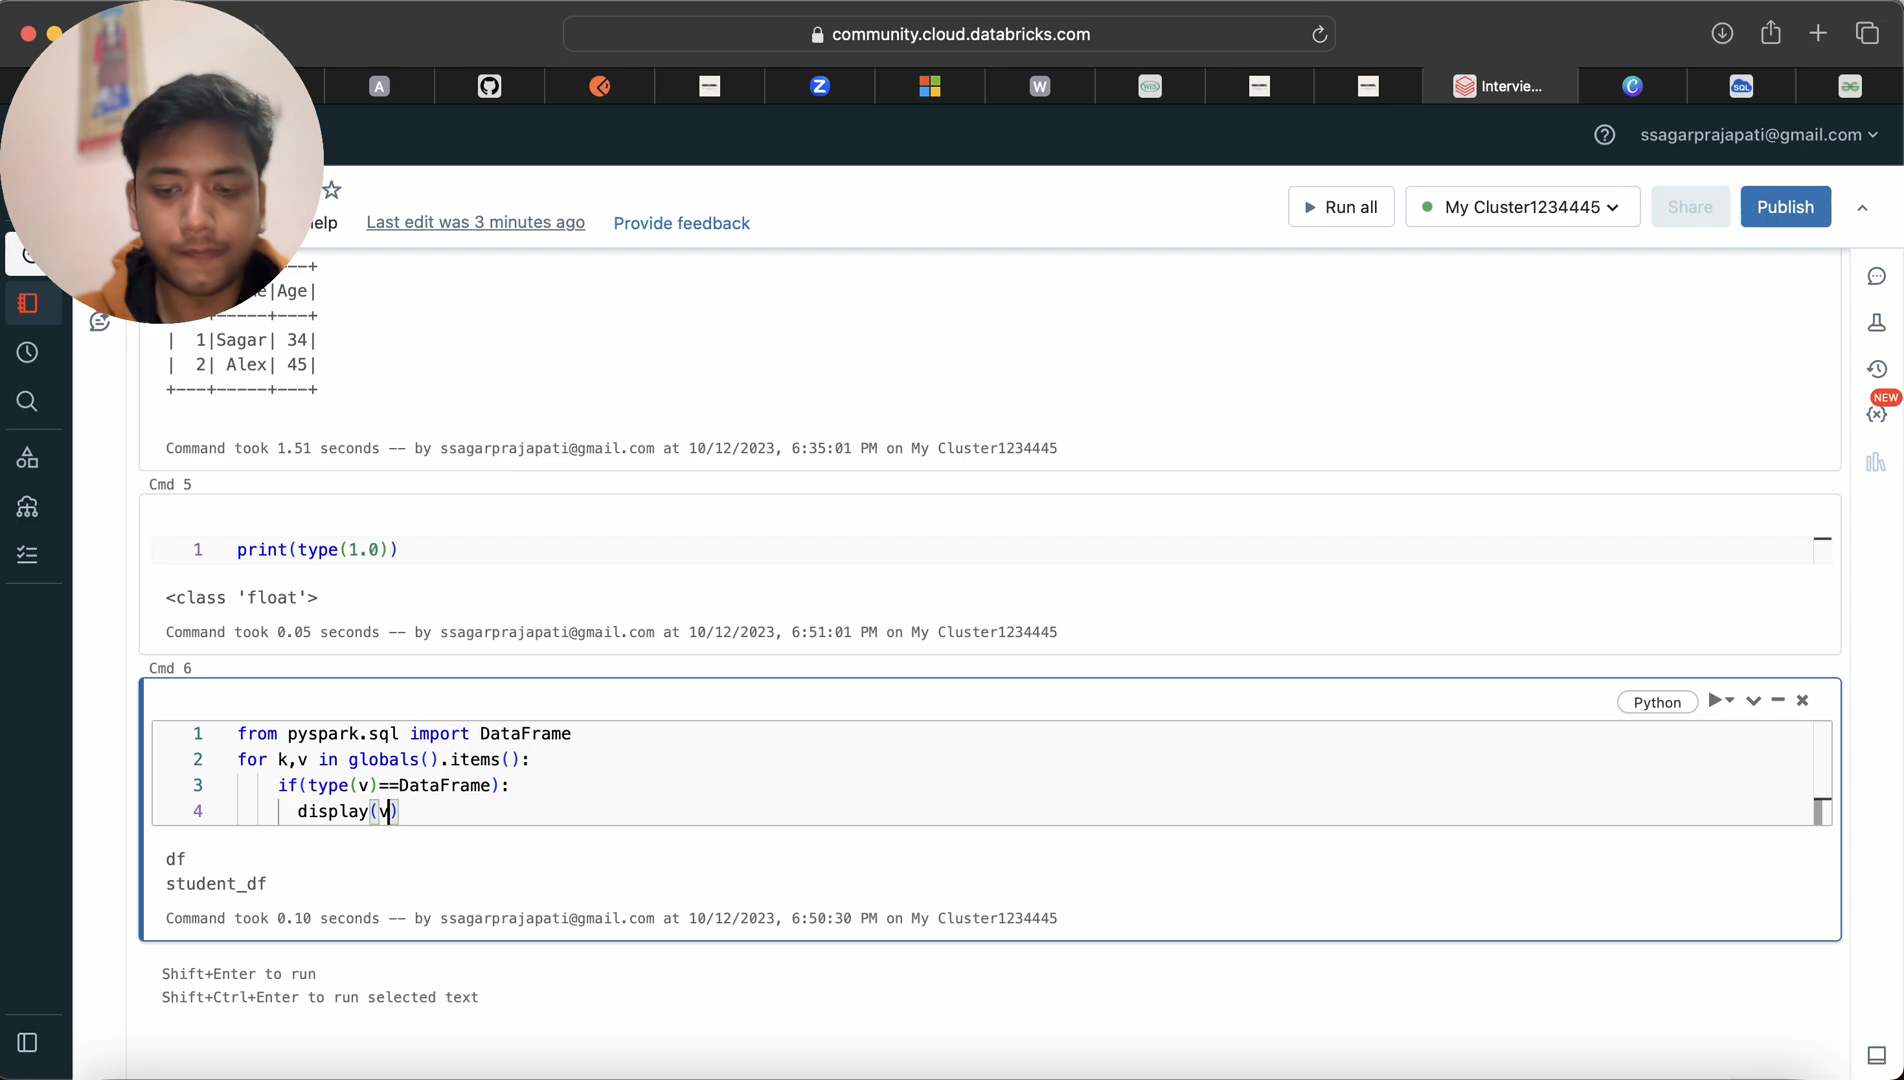 community.cloud.databricks.com
A
Z
W
WES
Intervie...
SQL
ssagarprajapati@gmail.com
Last edit was 3 minutes ago
Provide feedback
Run all
My Cluster1234445
Share
Publish
NEW
---+
|Age|
-----+---+
|  1|Sagar| 34|
|  2| Alex| 45|
+---+-----+---+
Command took 1.51 seconds -- by ssagarprajapati@gmail.com at 10/12/2023, 6:35:01 PM on My Cluster1234445
Cmd 5
1 print(type(1.0))
<class 'float'>
Command took 0.05 seconds -- by ssagarprajapati@gmail.com at 10/12/2023, 6:51:01 PM on My Cluster1234445
Cmd 6
Python
1 from pyspark.sql import DataFrame
2 for k,v in globals().items():
3 if(type(v)==DataFrame):
4 display(v)
df
student_df
Command took 0.10 seconds -- by ssagarprajapati@gmail.com at 10/12/2023, 6:50:30 PM on My Cluster1234445
Shift+Enter to run
Shift+Ctrl+Enter to run selected text